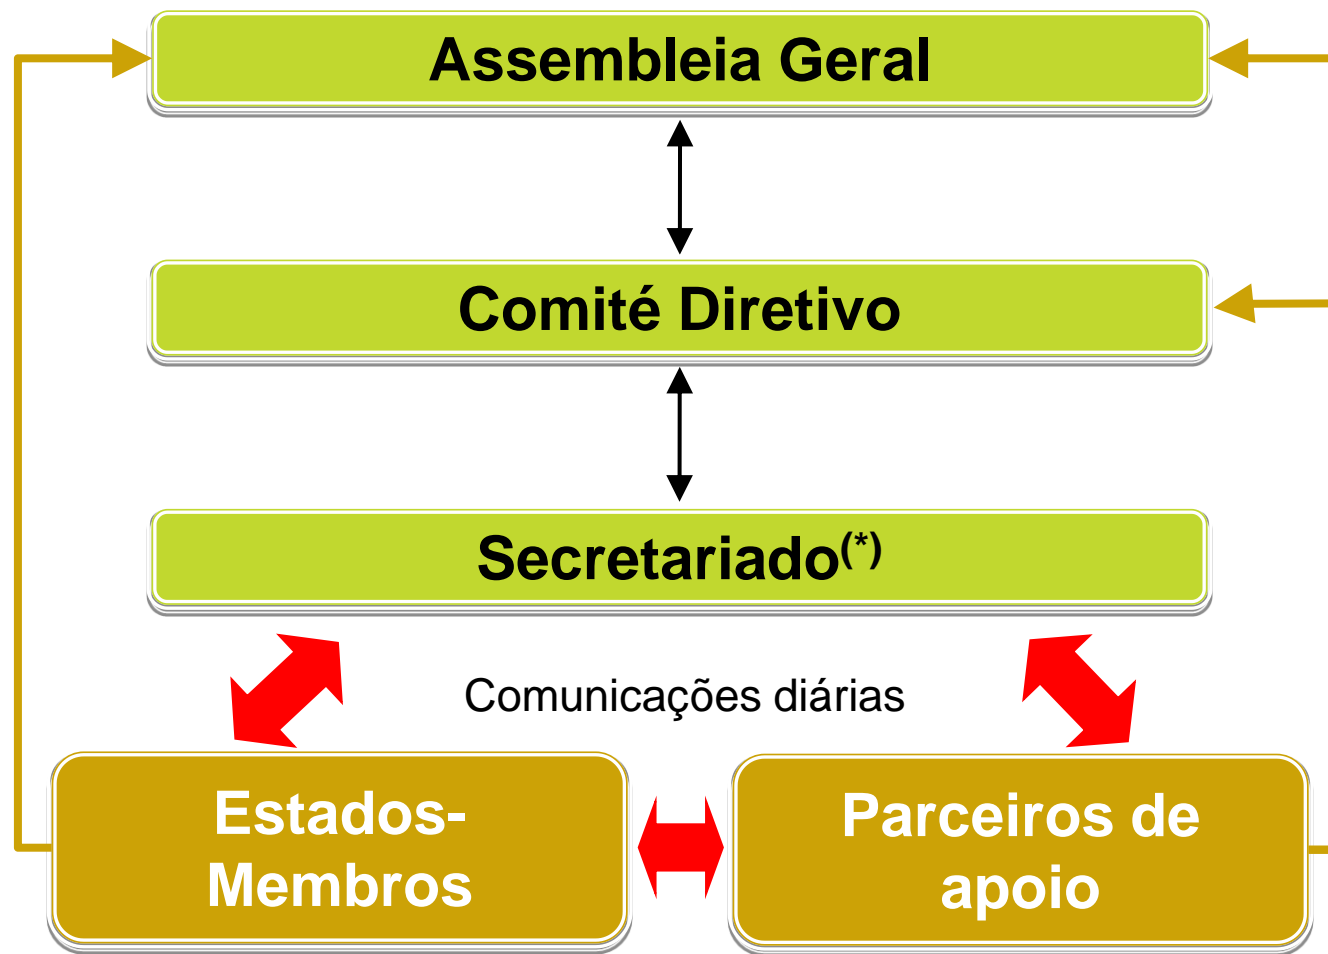 Assembleia Geral
Comité Diretivo
Secretariado(*)
Comunicações diárias
Estados-
Membros
Parceiros de
apoio